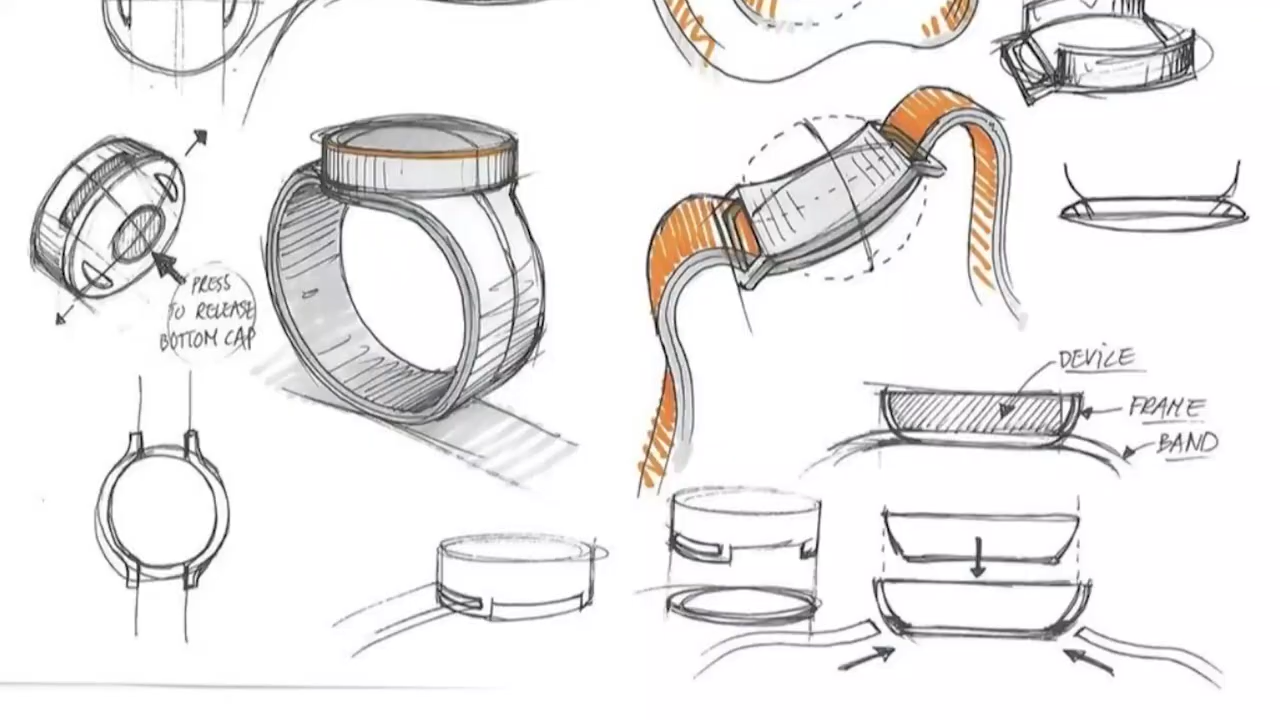 PRESS
TO RELEASE
BOTTOM CAP
DEVICE
FRAME
BAND